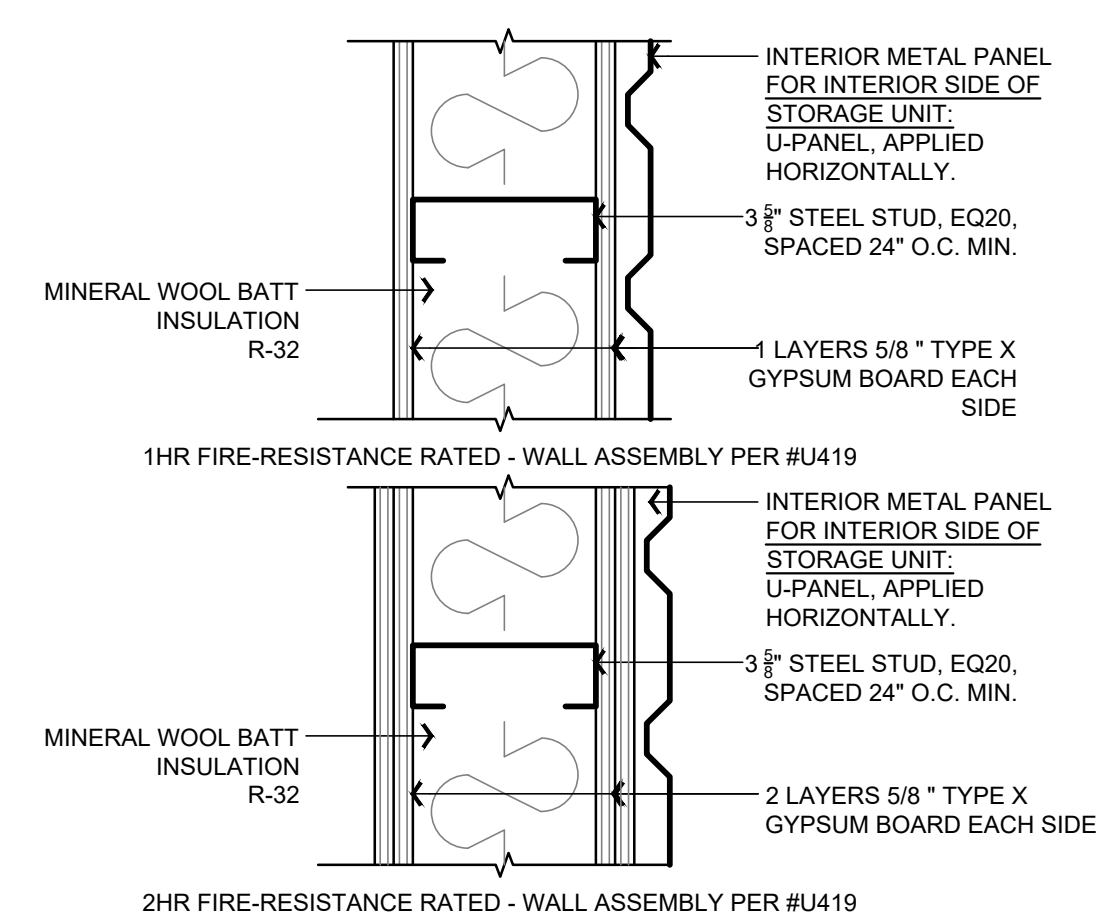 INTERIOR METAL PANEL
FOR INTERIOR SIDE OF
STORAGE UNIT:
U-PANEL, APPLIED
HORIZONTALLY.
3 5/8" STEEL STUD, EQ20,
SPACED 24" O.C. MIN.
MINERAL WOOL BATT
INSULATION
R-32
1 LAYERS 5/8 " TYPE X
GYPSUM BOARD EACH
SIDE
1HR FIRE-RESISTANCE RATED - WALL ASSEMBLY PER #U419
INTERIOR METAL PANEL
FOR INTERIOR SIDE OF
STORAGE UNIT:
U-PANEL, APPLIED
HORIZONTALLY.
3 5/8" STEEL STUD, EQ20,
SPACED 24" O.C. MIN.
MINERAL WOOL BATT
INSULATION
R-32
2 LAYERS 5/8 " TYPE X
GYPSUM BOARD EACH SIDE
2HR FIRE-RESISTANCE RATED - WALL ASSEMBLY PER #U419